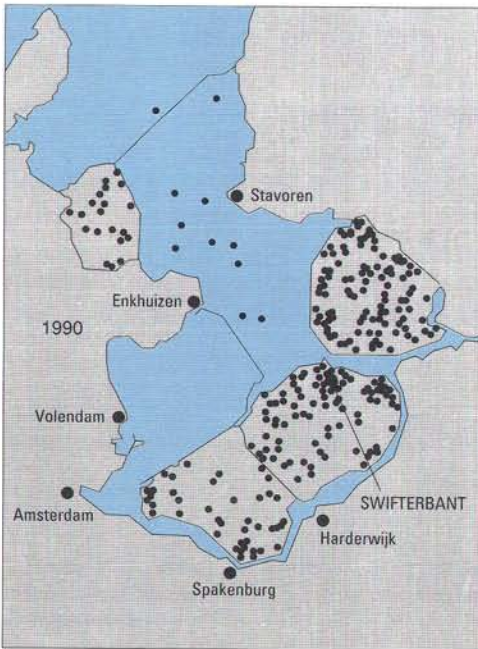 Stavoren
Enkhuizen
1990
Volendam
SWIFTERBANT
Amsterdam
Harderwijk
Spakenburg